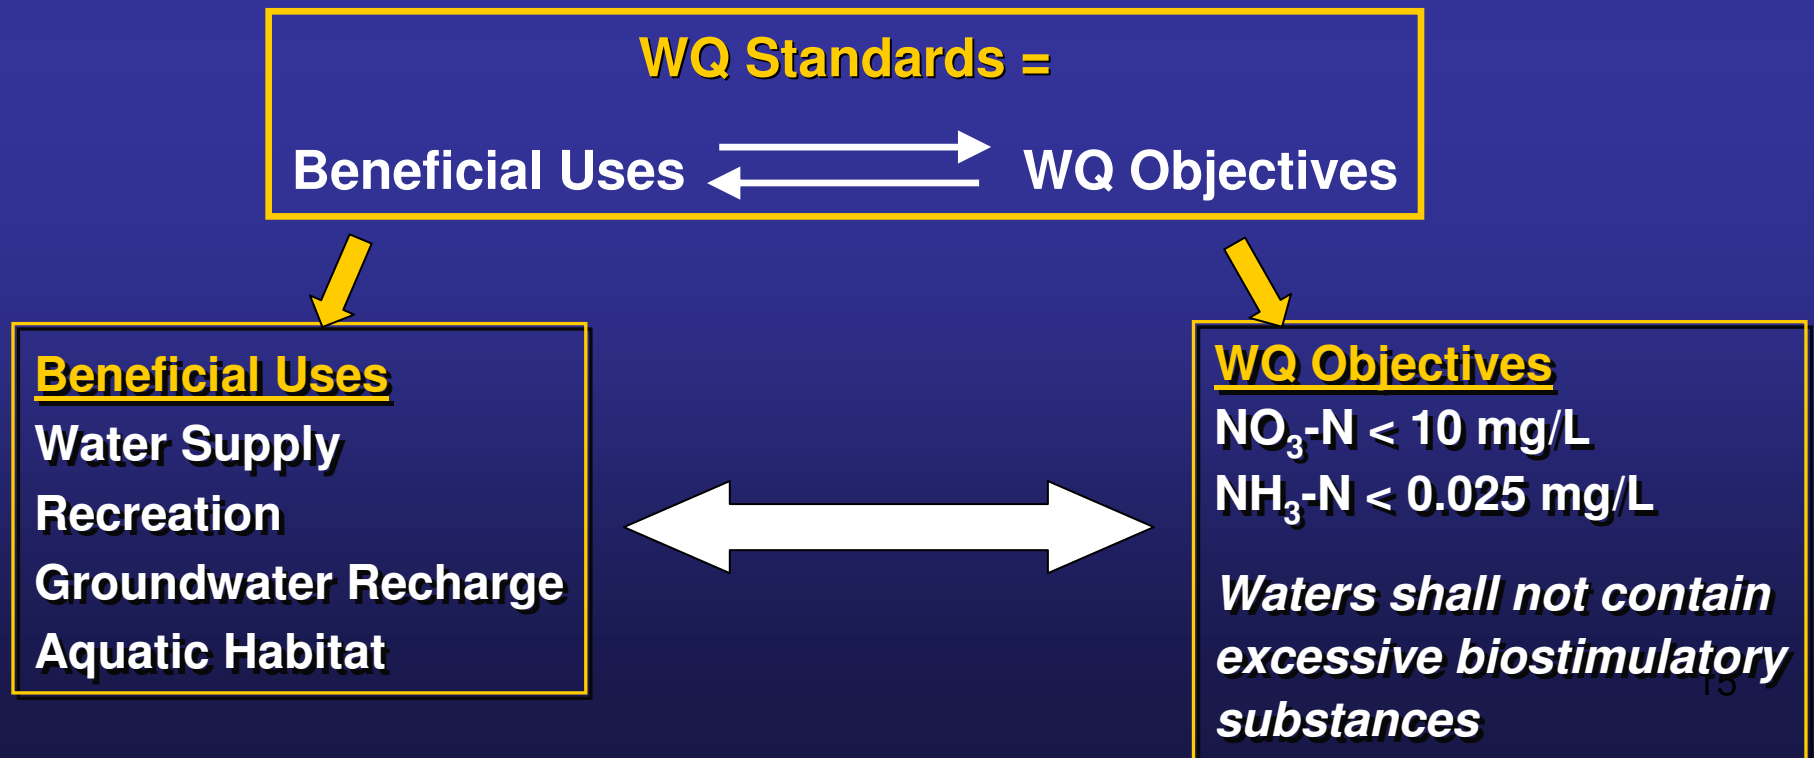 WQ Standards =
Beneficial Uses WQ Objectives
Beneficial Uses
Water Supply
Recreation
Groundwater Recharge
Aquatic Habitat
WQ Objectives
NO₃-N < 10 mg/L
NH₃-N < 0.025 mg/L
Waters shall not contain
excessive biostimulatory
substances
15